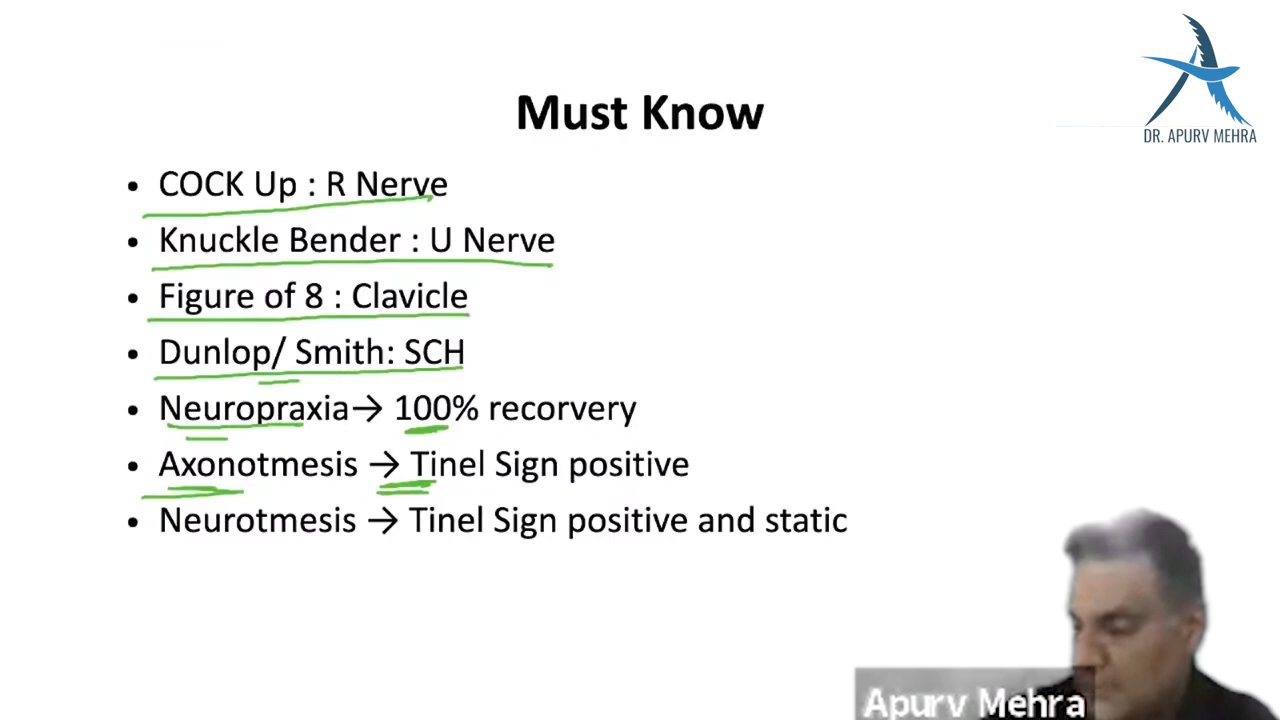 Must Know
DR. APURV MEHRA
• COCK Up : R Nerve
• Knuckle Bender : U Nerve
• Figure of 8 : Clavicle
• Dunlop/ Smith: SCH
• Neuropraxia→ 100% recorvery
• Axonotmesis → Tinel Sign positive
• Neurotmesis → Tinel Sign positive and static
Apurv Mehra